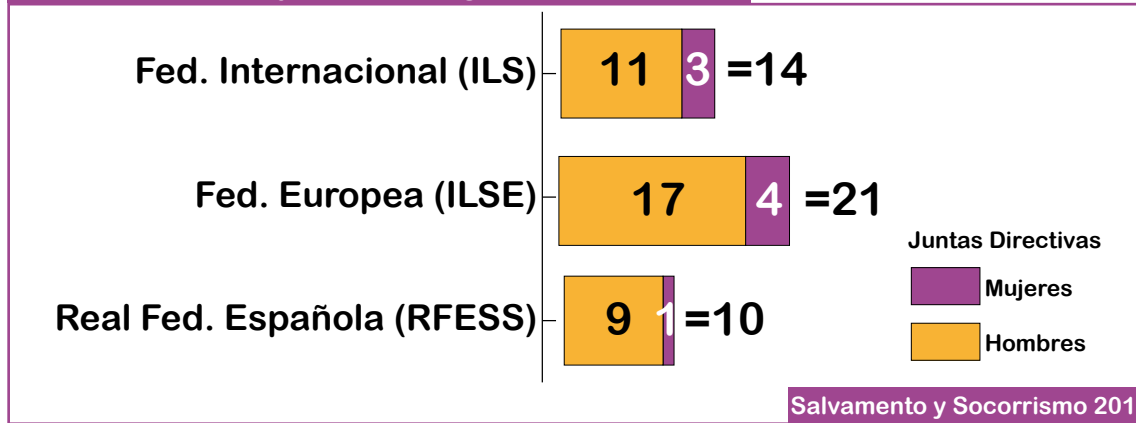 Fed. Internacional (ILS) 11 3 =14
Fed. Europea (ILSE) 17 4 =21
Juntas Directivas
Mujeres
Real Fed. Española (RFESS) 9 1 =10
Hombres
Salvamento y Socorrismo 201